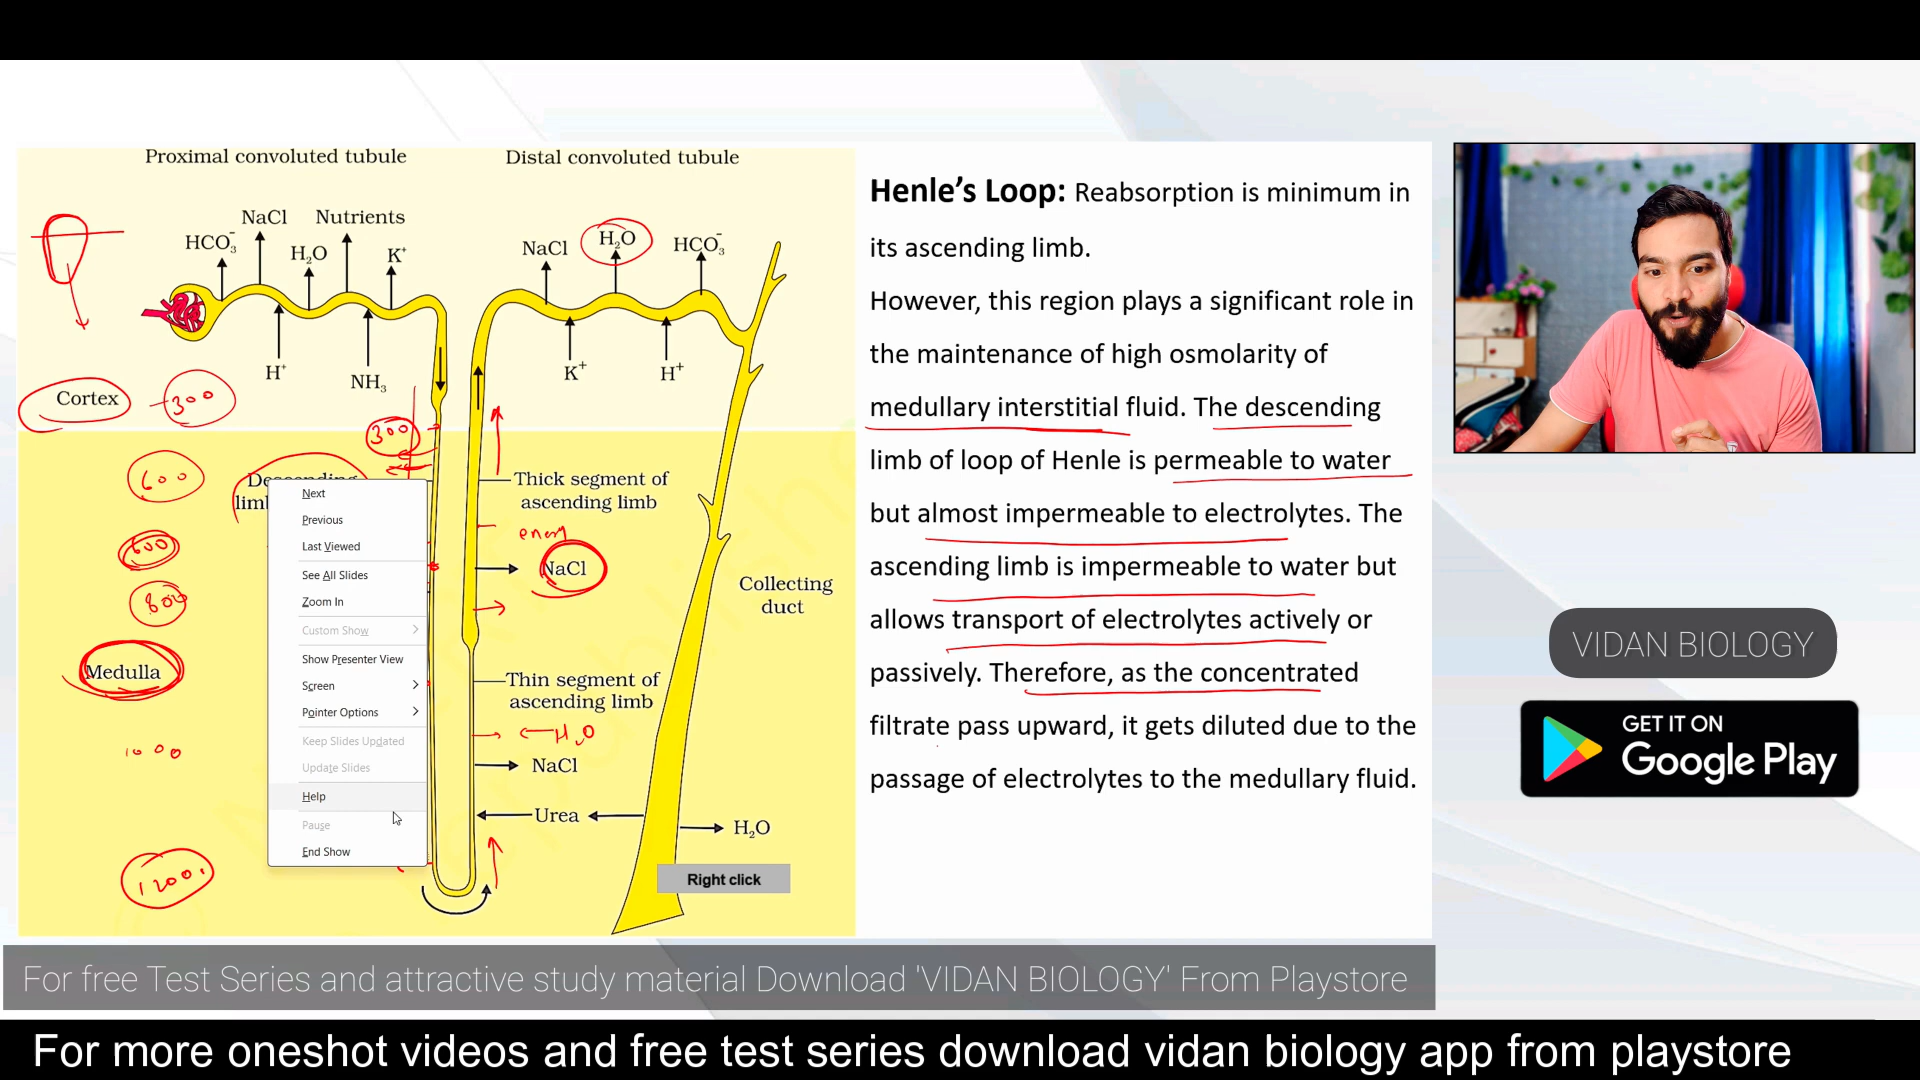 Proximal convoluted tubule
Distal convoluted tubule
NaCl Nutrients
HCO₃⁻ H₂O K⁺
NaCl H₂O HCO₃⁻
H⁺ NH₃
K⁺ H⁺
Cortex 300
300
600
Descending
limb
Thick segment of
ascending limb
600
energy
NaCl
800
Collecting
duct
Medulla
Thin segment of
ascending limb
H₂O
1000
NaCl
Urea
H₂O
1200
Next
Previous
Last Viewed
See All Slides
Zoom In
Custom Show
Show Presenter View
Screen
Pointer Options
Keep Slides Updated
Update Slides
Help
Pause
End Show
Right click
Henle’s Loop: Reabsorption is minimum in
its ascending limb.
However, this region plays a significant role in
the maintenance of high osmolarity of
medullary interstitial fluid. The descending
limb of loop of Henle is permeable to water
but almost impermeable to electrolytes. The
ascending limb is impermeable to water but
allows transport of electrolytes actively or
passively. Therefore, as the concentrated
filtrate pass upward, it gets diluted due to the
passage of electrolytes to the medullary fluid.
VIDAN BIOLOGY
GET IT ON
Google Play
For free Test Series and attractive study material Download 'VIDAN BIOLOGY' From Playstore
For more oneshot videos and free test series download vidan biology app from playstore